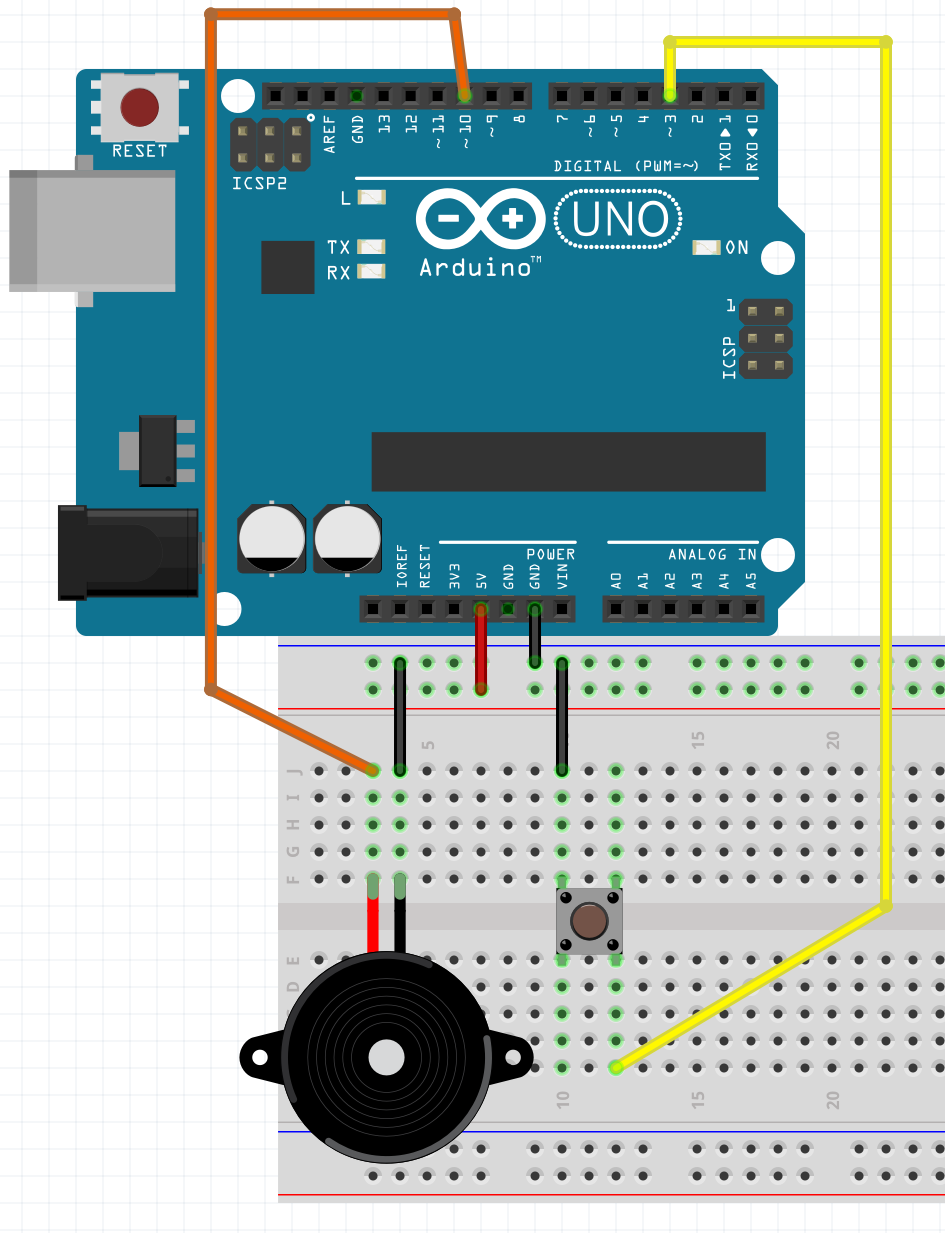 RESET
ICSP2
AREF
GND
13
12
~11
~10
~9
8
7
~6
~5
4
~3
2
TX0▶1
RX0◀0
DIGITAL (PWM=~)
L
TX
RX
Arduino™
UNO
ON
1
ICSP
IOREF
RESET
3V3
5V
GND
GND
VIN
POWER
A0
A1
A2
A3
A4
A5
ANALOG IN
5
15
20
J
I
H
G
F
E
D
10
15
20